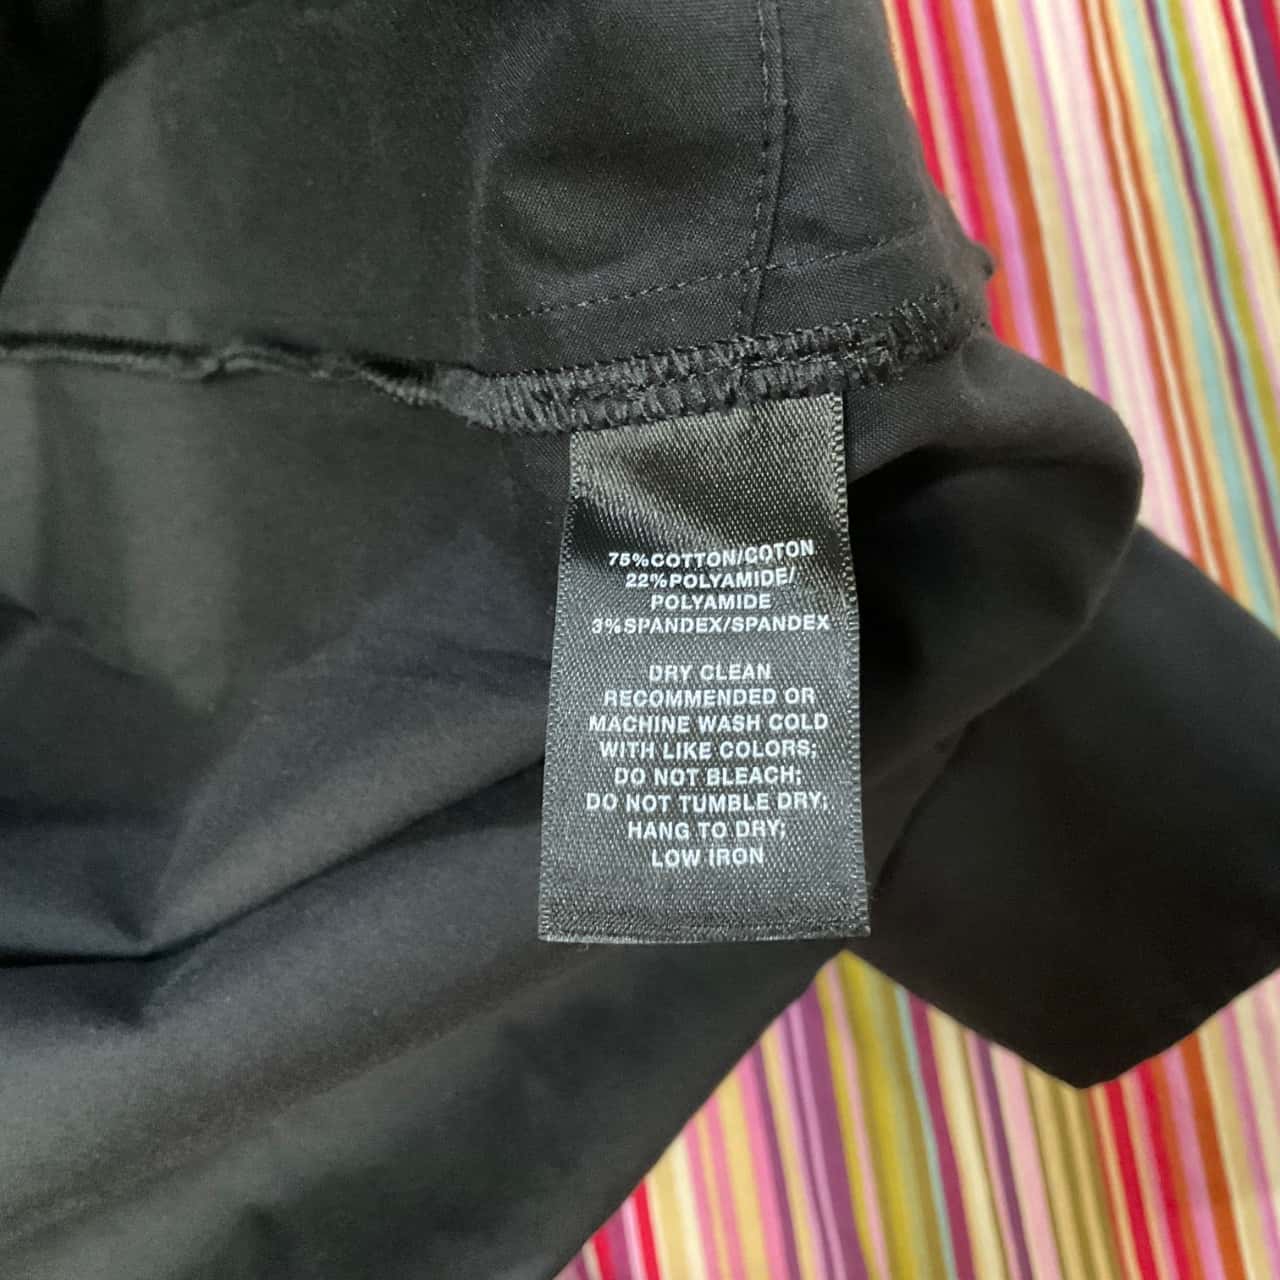 75%COTTON/COTON
22%POLYAMIDE/
POLYAMIDE
3%SPANDEX/SPANDEX
DRY CLEAN
RECOMMENDED OR
MACHINE WASH COLD
WITH LIKE COLORS;
DO NOT BLEACH;
DO NOT TUMBLE DRY;
HANG TO DRY;
LOW IRON